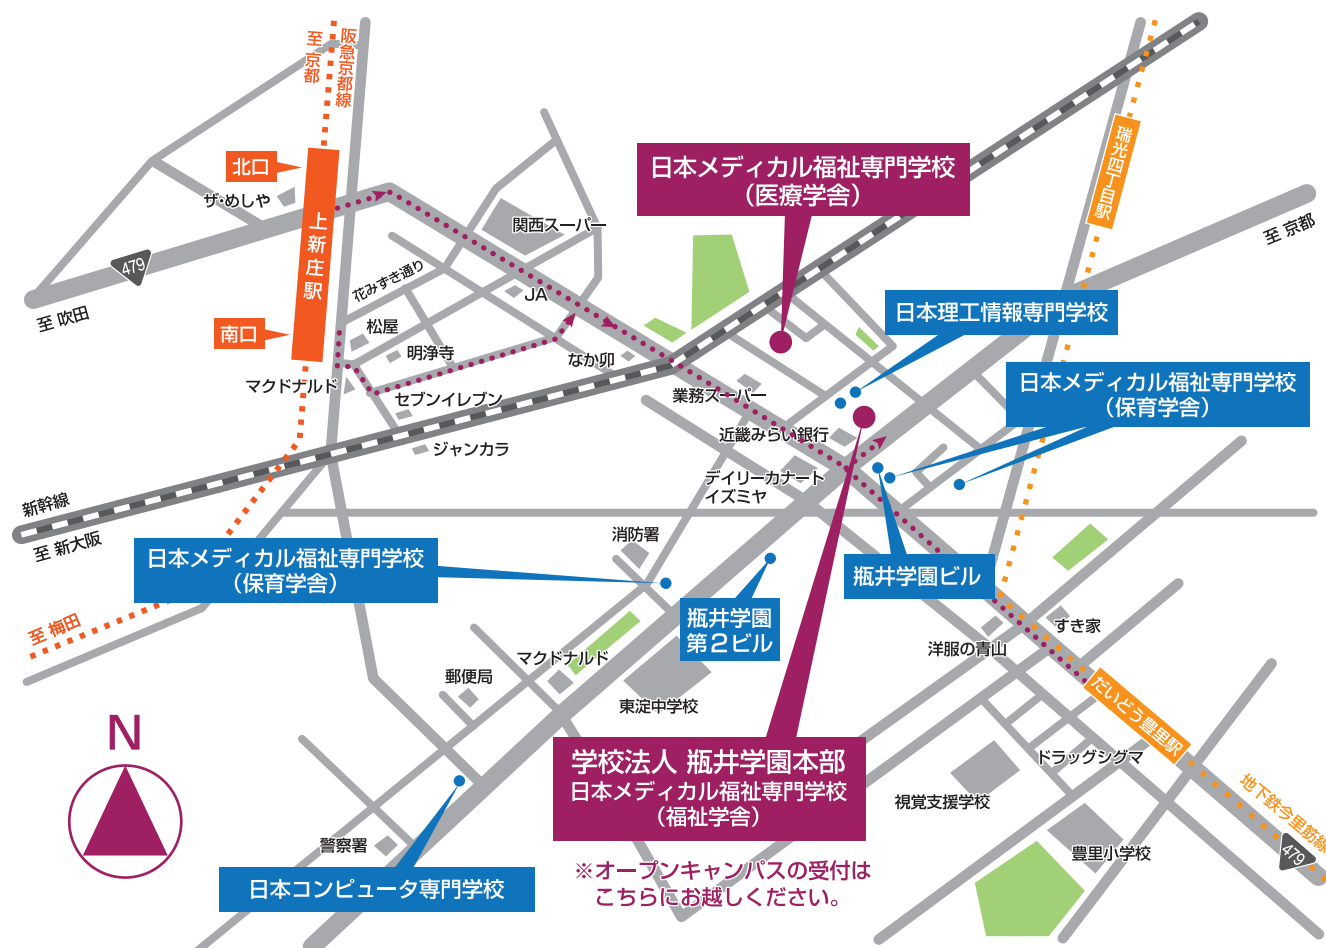 至 京都
阪急京都線
北口
ザ・めしや
上新庄駅
479
至 吹田
南口
花みずき通り
松屋
明浄寺
マクドナルド
セブンイレブン
ジャンカラ
関西スーパー
JA
なか卯
日本メディカル福祉専門学校
（医療学舎）
瑞光四丁目駅
至 京都
日本理工情報専門学校
日本メディカル福祉専門学校
（保育学舎）
業務スーパー
近畿みらい銀行
デイリーカナート
イズミヤ
新幹線
至 新大阪
消防署
日本メディカル福祉専門学校
（保育学舎）
瓶井学園ビル
瓶井学園
第２ビル
至 梅田
すき家
洋服の青山
マクドナルド
郵便局
東淀中学校
だいどう豊里駅
N
学校法人 瓶井学園本部
日本メディカル福祉専門学校
（福祉学舎）
ドラッグシグマ
視覚支援学校
地下鉄今里筋線
479
豊里小学校
警察署
日本コンピュータ専門学校
※オープンキャンパスの受付は
こちらにお越しください。